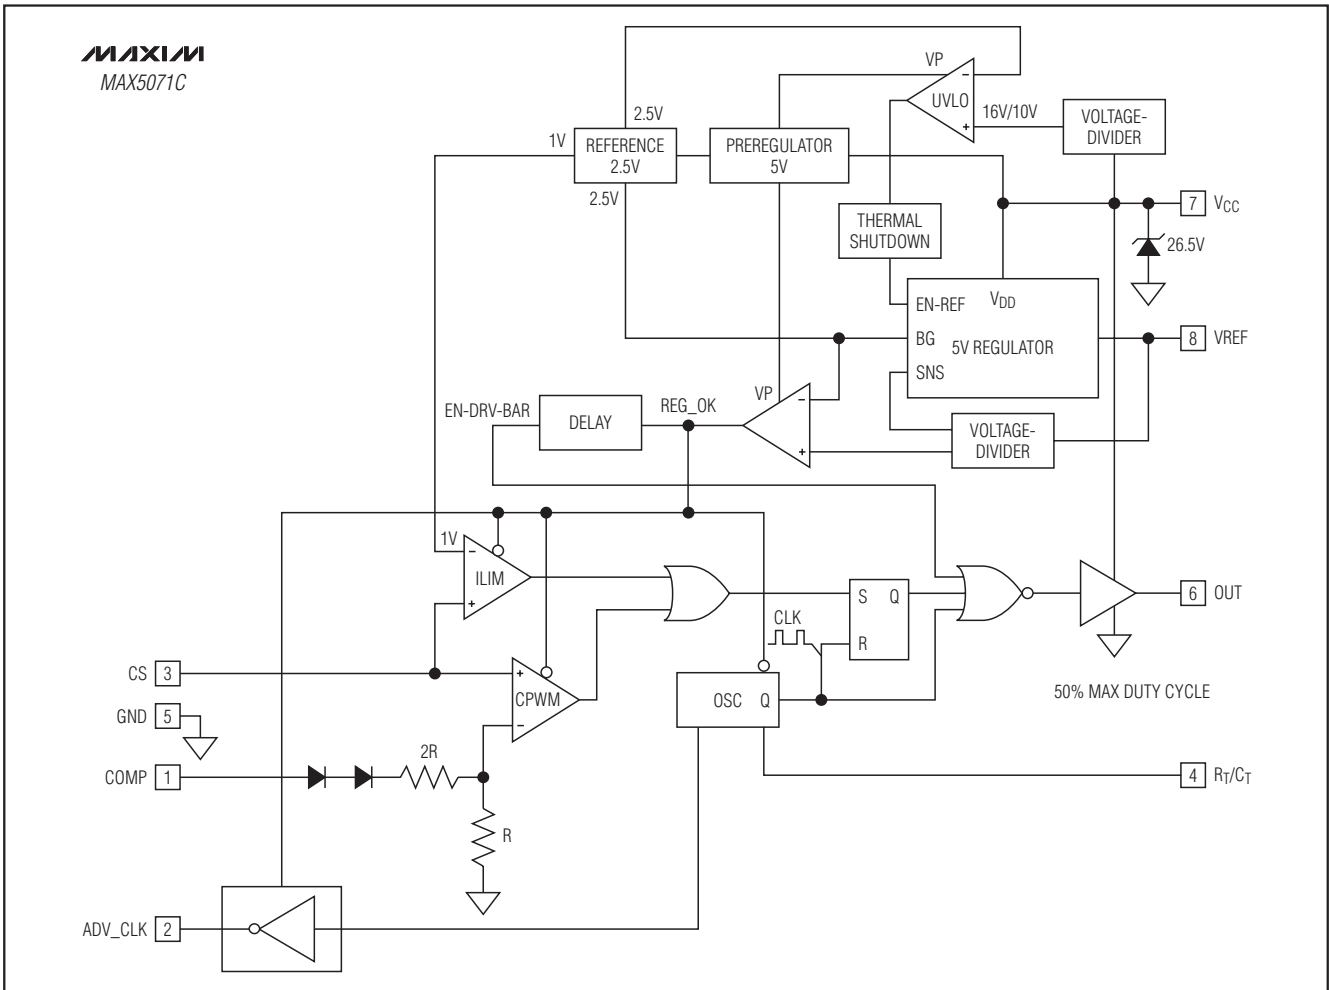 MAXIM
MAX5071C
VP
−
UVLO
+
16V/10V
VOLTAGE-
DIVIDER
2.5V
1V
REFERENCE
2.5V
PREREGULATOR
5V
2.5V
7
VCC
THERMAL
SHUTDOWN
26.5V
EN-REF
VDD
BG
5V REGULATOR
SNS
8
VREF
VP
−
+
EN-DRV-BAR
DELAY
REG_OK
VOLTAGE-
DIVIDER
1V
−
ILIM
+
S
Q
R
CLK
6
OUT
CS
3
+
CPWM
−
OSC
Q
50% MAX DUTY CYCLE
GND
5
COMP
1
2R
4
RT/CT
R
ADV_CLK
2